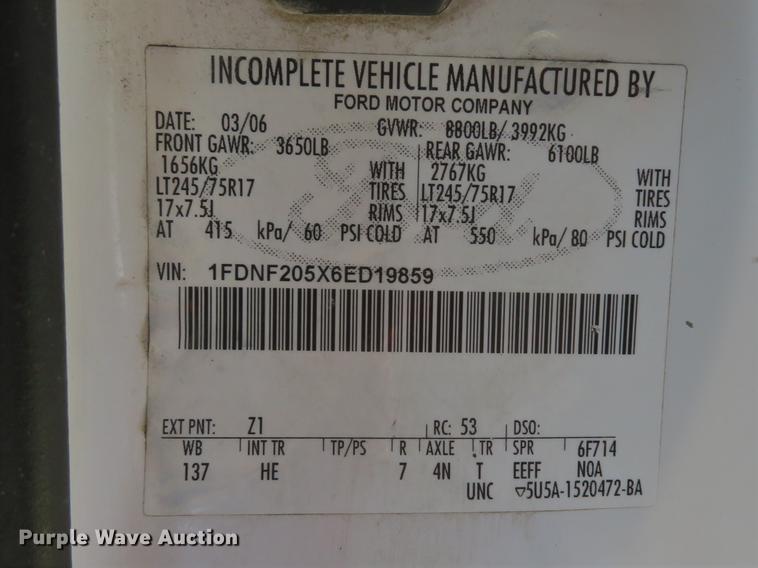 INCOMPLETE VEHICLE MANUFACTURED BY
FORD MOTOR COMPANY
DATE: 03/06 GVWR: 8800LB/ 3992KG
FRONT GAWR: 3650LB REAR GAWR: 6100LB
1656KG WITH 2767KG WITH
LT245/75R17 TIRES LT245/75R17 TIRES
17x7.5J RIMS 17x7.5J RIMS
AT 415 kPa/ 60 PSI COLD AT 550 kPa/ 80 PSI COLD
VIN: 1FDNF205X6ED19859
EXT PNT: Z1 RC: 53 DSO:
WB INT TR TP/PS R AXLE TR SPR 6F714
137 HE 7 4N T EEFF NOA
UNC ▽5U5A-1520472-BA
Purple Wave Auction